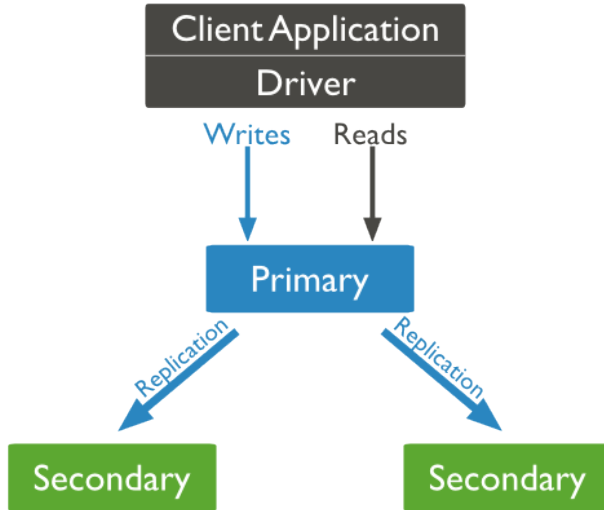 Client Application
Driver
Writes Reads
Primary
Replication Replication
Secondary Secondary